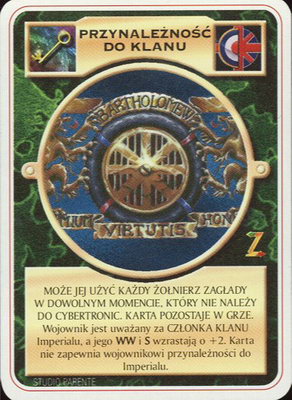 PRZYNALEŻNOŚĆ
DO KLANU
BARTHOLOMEW
HON
VIRTUTIS
Z
MOŻE JEJ UŻYĆ KAŻDY ŻOŁNIERZ ZAGŁADY
W DOWOLNYM MOMENCIE, KTÓRY NIE NALEŻY
DO CYBERTRONIC. KARTA POZOSTAJE W GRZE.
Wojownik jest uważany za CZŁONKA KLANU
Imperialu, a jego WW i S wzrastają o +2. Karta
nie zapewnia wojownikowi przynależności do
Imperialu.
STUDIO PARENTE